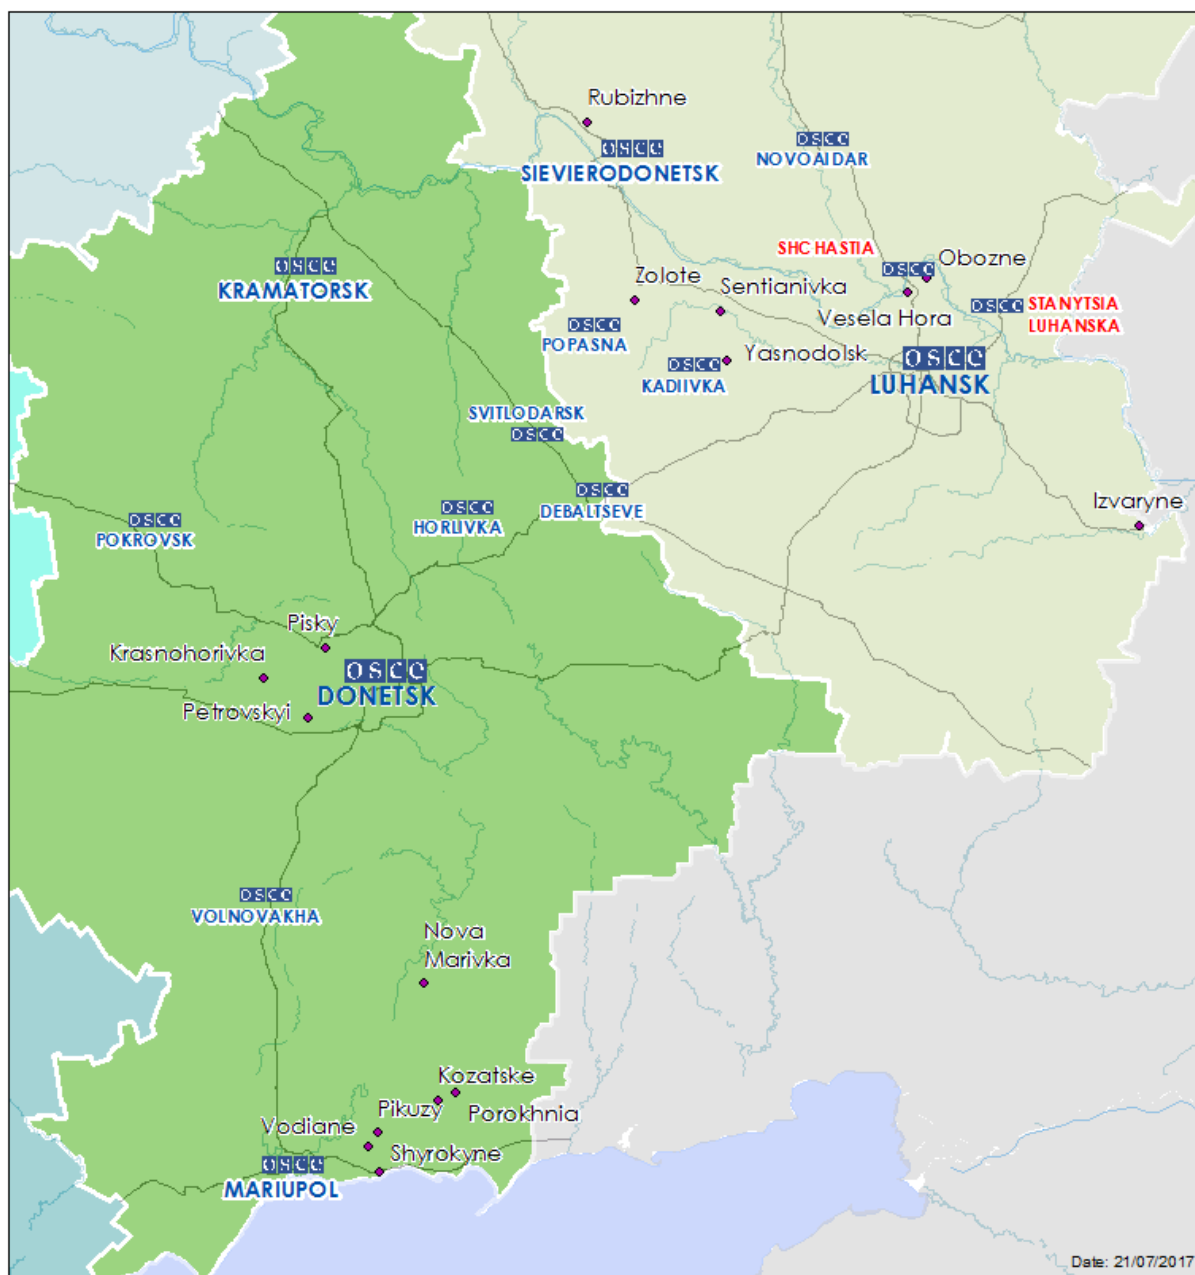 Rubizhne
OSCE
NOVOAIDAR
OSCE
SIEVIERODONETSK
SHCHASTIA
OSCE
Obozne
OSCE
KRAMATORSK
Zolote
Sentianivka
Vesela Hora
OSCE
STANYTSIA
LUHANSKA
OSCE
POPASNA
Yasnodolsk
OSCE
KADIIVKA
OSCE
LUHANSK
SVITLODARSK
OSCE
OSCE
DEBALTSEVE
Izvaryne
OSCE
HORLIVKA
OSCE
POKROVSK
Pisky
Krasnohorivka
OSCE
DONETSK
Petrovskyi
OSCE
VOLNOVAKHA
Nova
Marivka
Kozatske
Pikuzy
Porokhnia
Vodiane
Shyrokyne
OSCE
MARIUPOL
Date: 21/07/2017